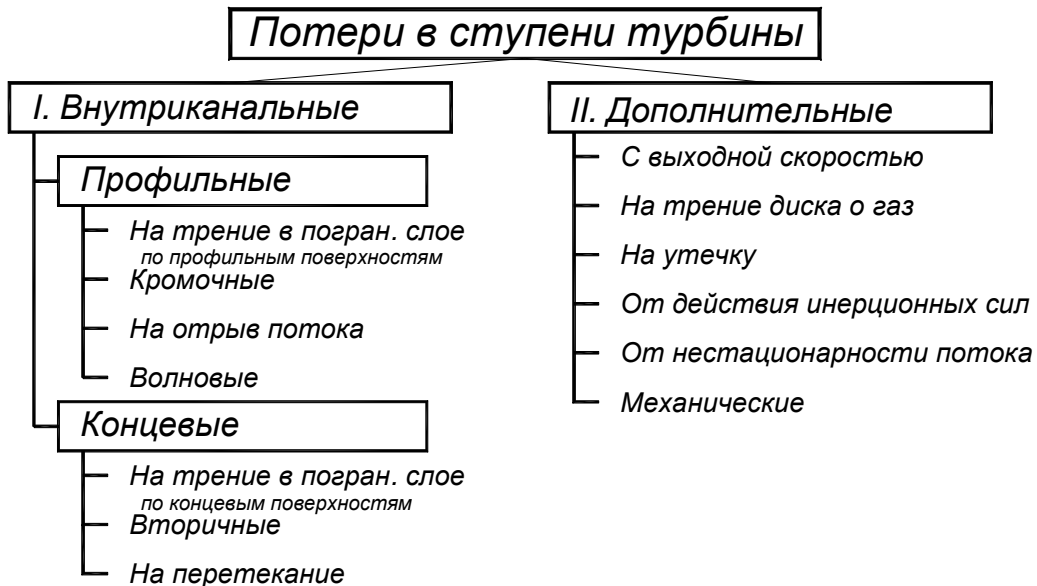 Потери в ступени турбины
I. Внутриканальные
Профильные
На трение в погран. слое
по профильным поверхностям
Кромочные
На отрыв потока
Волновые
Концевые
На трение в погран. слое
по концевым поверхностям
Вторичные
На перетекание
II. Дополнительные
С выходной скоростью
На трение диска о газ
На утечку
От действия инерционных сил
От нестационарности потока
Механические